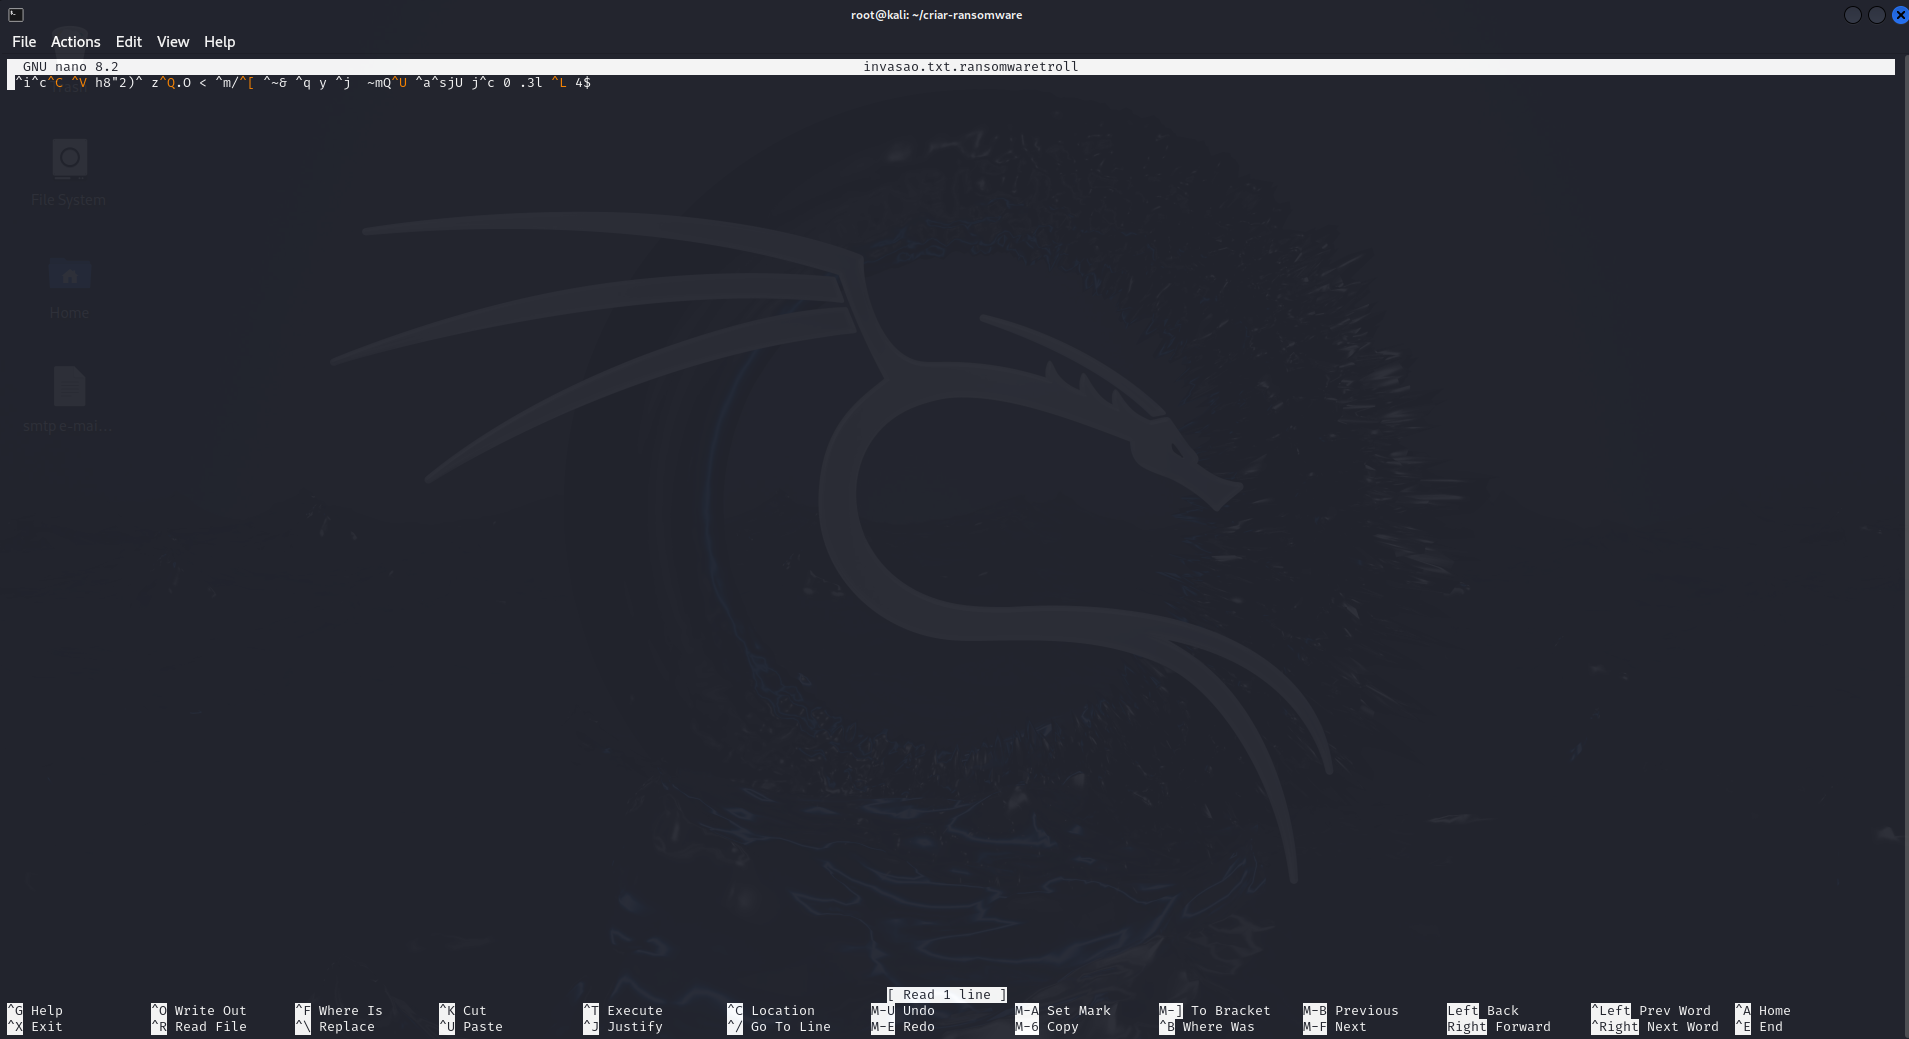 root@kali: ~/criar-ransomware
File Actions Edit View Help
GNU nano 8.2 invasao.txt.ransomwaretroll
^i^c^C ^V h8"2)^ z^Q.O < ^m/^[ ^~& ^q y ^j ~mQ^U ^a^sjU j^c 0 .3l ^L 4$
File System
Home
smtp e-mai...
[ Read 1 line ]
^G Help ^O Write Out ^F Where Is ^K Cut ^T Execute ^C Location M-U Undo M-A Set Mark M-] To Bracket M-B Previous Left Back ^Left Prev Word ^A Home
^X Exit ^R Read File ^\ Replace ^U Paste ^J Justify ^/ Go To Line M-E Redo M-6 Copy ^B Where Was M-F Next Right Forward ^Right Next Word ^E End